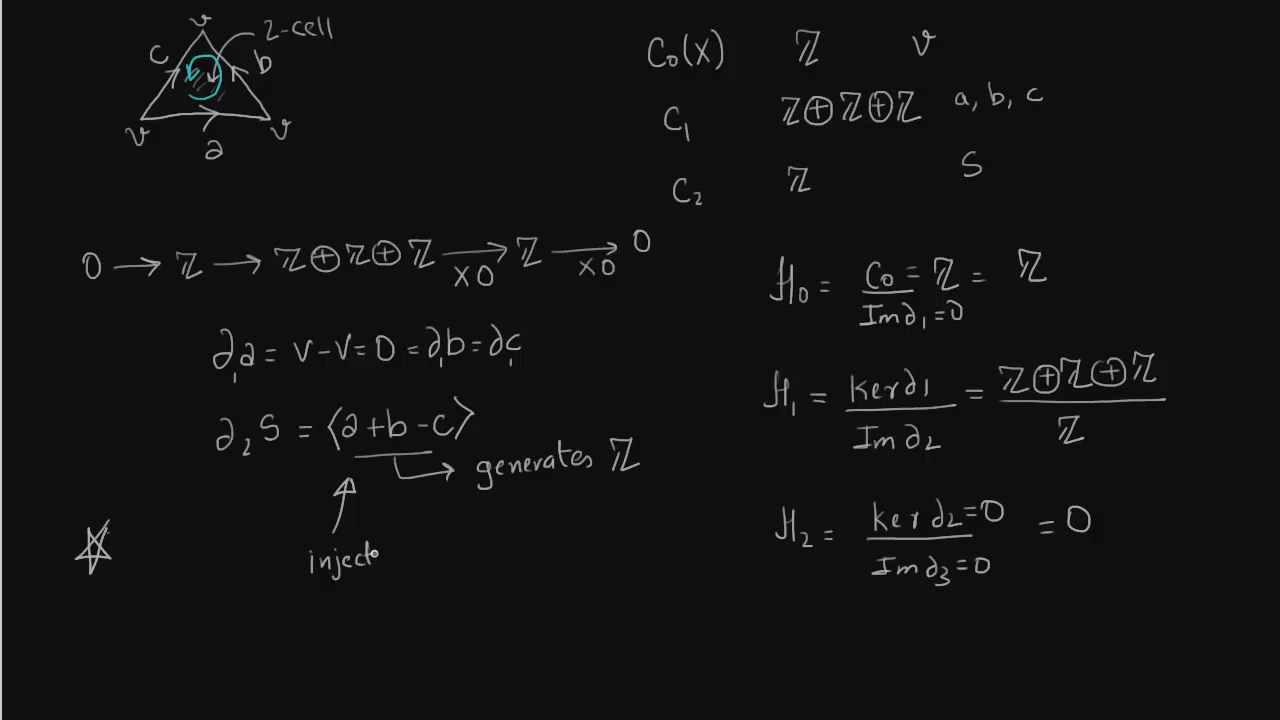 v
2-cell
c
b
v
v
a
C₀(X) ℤ v
C₁ ℤ⊕ℤ⊕ℤ a, b, c
C₂ ℤ S
0 → ℤ → ℤ⊕ℤ⊕ℤ →×0 ℤ →×0 0
∂₁a = v-v = 0 = ∂₁b = ∂₁c
∂₂S = ⟨a+b-c⟩
generates ℤ
injecto
H₀ = C₀ / Im∂₁=0 = ℤ = ℤ
H₁ = ker∂₁ / Im∂₂ = ℤ⊕ℤ⊕ℤ / ℤ
H₂ = ker∂₂=0 / Im∂₃=0 = 0